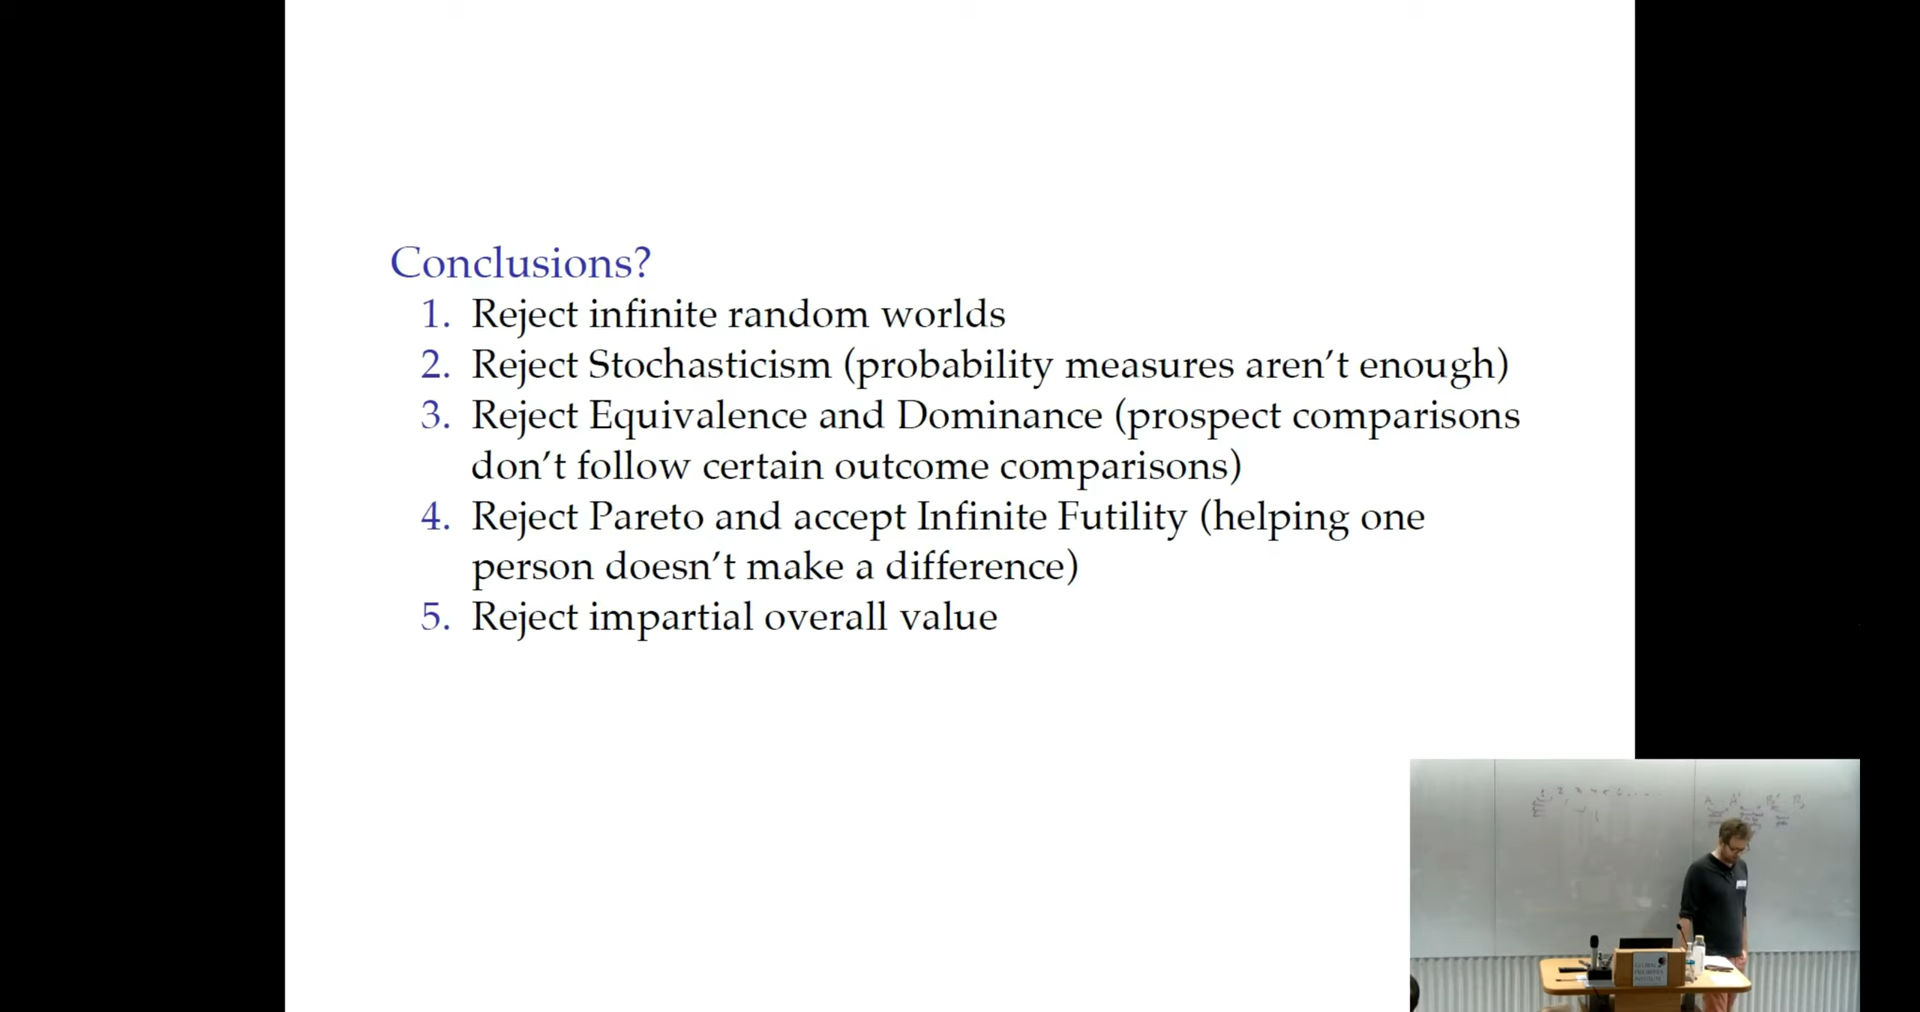 Conclusions?
1. Reject infinite random worlds
2. Reject Stochasticism (probability measures aren't enough)
3. Reject Equivalence and Dominance (prospect comparisons
don't follow certain outcome comparisons)
4. Reject Pareto and accept Infinite Futility (helping one
person doesn't make a difference)
5. Reject impartial overall value